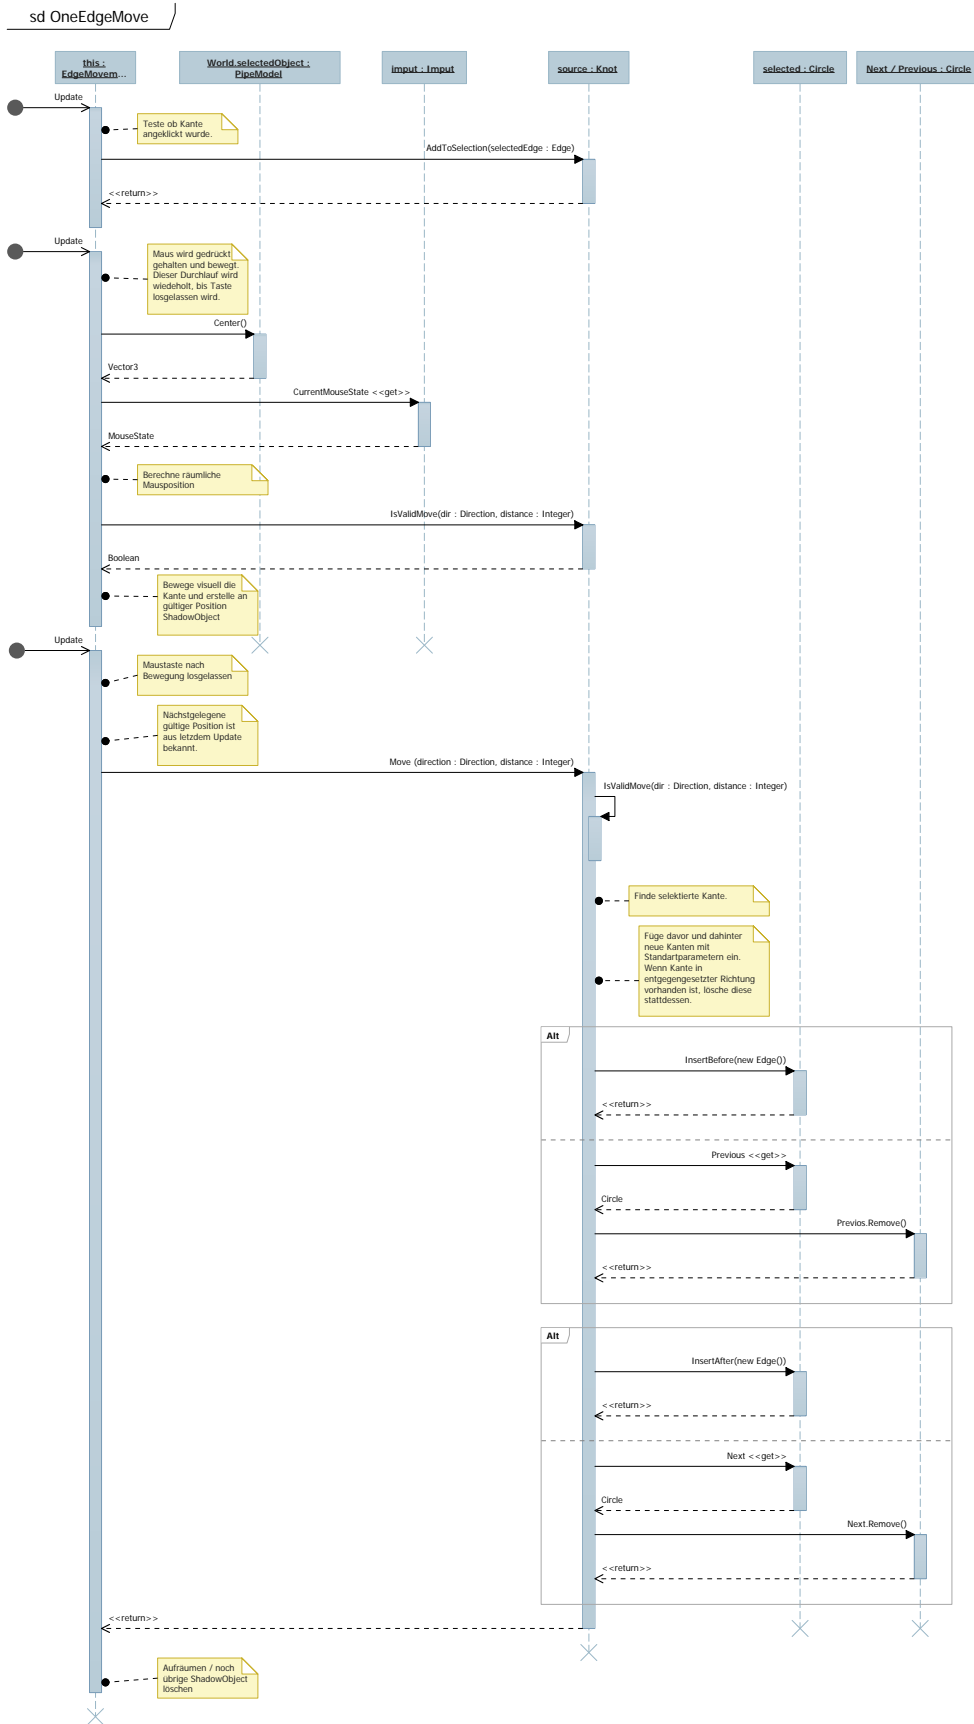 sd OneEdgeMove
this :
EdgeMovem...
World.selectedObject :
PipeModel
imput : Imput
source : Knot
selected : Circle
Next / Previous : Circle
Update
Teste ob Kante
angeklickt wurde.
AddToSelection(selectedEdge : Edge)
<<return>>
Update
Maus wird gedrückt
gehalten und bewegt.
Dieser Durchlauf wird
wiedeholt, bis Taste
losgelassen wird.
Center()
Vector3
CurrentMouseState <<get>>
MouseState
Berechne räumliche
Mausposition
IsValidMove(dir : Direction, distance : Integer)
Boolean
Bewege visuell die
Kante und erstelle an
gültiger Position
ShadowObject
Update
Maustaste nach
Bewegung losgelassen
Nächstgelegene
gültige Position ist
aus letzdem Update
bekannt.
Move (direction : Direction, distance : Integer)
IsValidMove(dir : Direction, distance : Integer)
Finde selektierte Kante.
Füge davor und dahinter
neue Kanten mit
Standartparametern ein.
Wenn Kante in
entgegengesetzter Richtung
vorhanden ist, lösche diese
stattdessen.
Alt
InsertBefore(new Edge())
<<return>>
Previous <<get>>
Circle
Previos.Remove()
<<return>>
Alt
InsertAfter(new Edge())
<<return>>
Next <<get>>
Circle
Next.Remove()
<<return>>
<<return>>
Aufräumen / noch
übrige ShadowObject
löschen